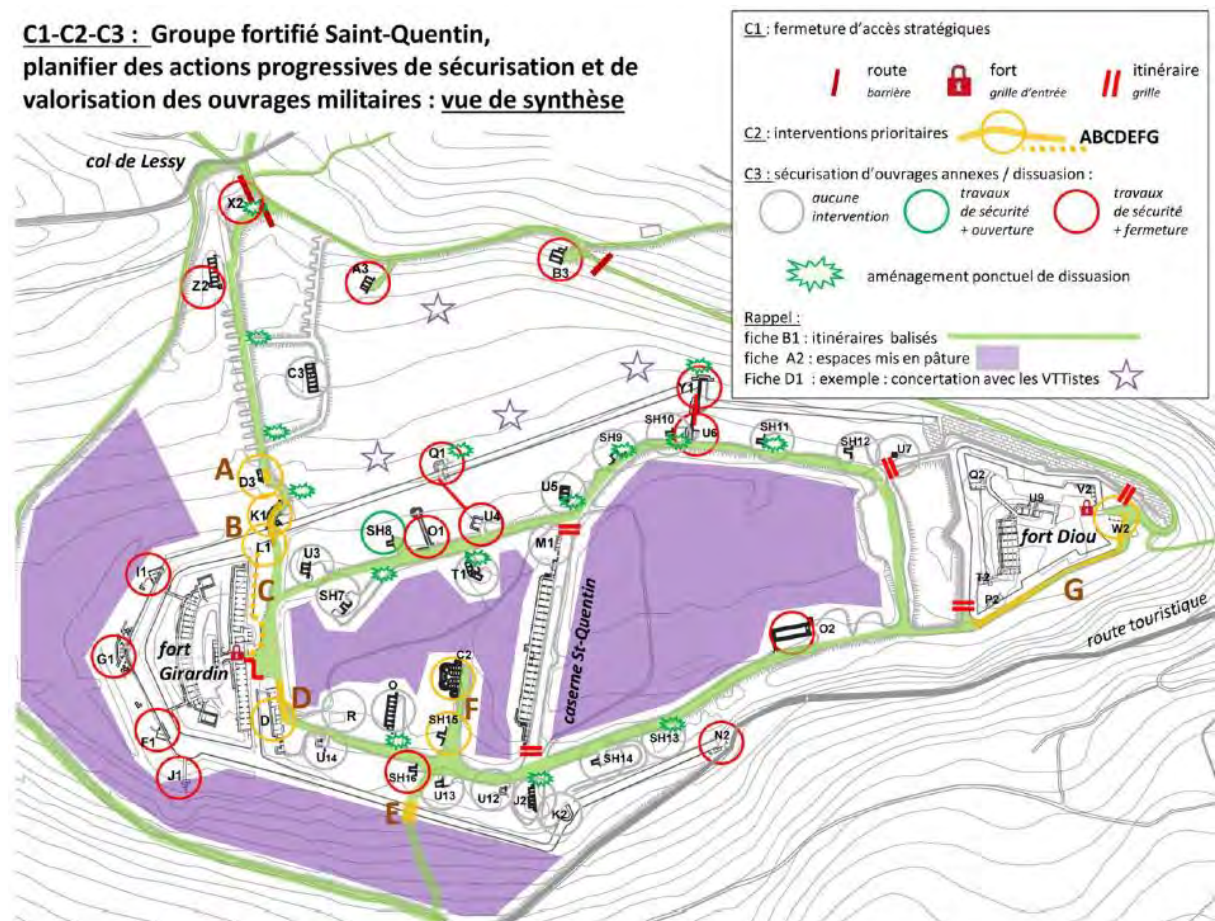 C1-C2-C3 : Groupe fortifié Saint-Quentin,
planifier des actions progressives de sécurisation et de
valorisation des ouvrages militaires : vue de synthèse
C1 : fermeture d'accès stratégiques
route
barrière
fort
grille d'entrée
itinéraire
grille
C2 : interventions prioritaires
ABCDEFG
C3 : sécurisation d'ouvrages annexes / dissuasion :
aucune
intervention
travaux
de sécurité
+ ouverture
travaux
de sécurité
+ fermeture
aménagement ponctuel de dissuasion
Rappel :
fiche B1 : itinéraires balisés
fiche A2 : espaces mis en pâture
Fiche D1 : exemple : concertation avec les VTTistes
col de Lessy
X2
Z2
A3
B3
C3
Y1
SH10
U6
SH11
SH9
SH12
U7
Q1
A
D3
U5
Q2
V2
U9
K1
B
W2
SH8
O1
U4
fort Diou
L1
M1
U3
I1
T1
C
SH7
T2
P2
G
O2
route touristique
caserne St-Quentin
G1
fort
Girardin
C2
D
O
F
D
R
SH15
F1
U14
SH13
N2
J1
SH16
SH14
U13
U12
J2
K2
E